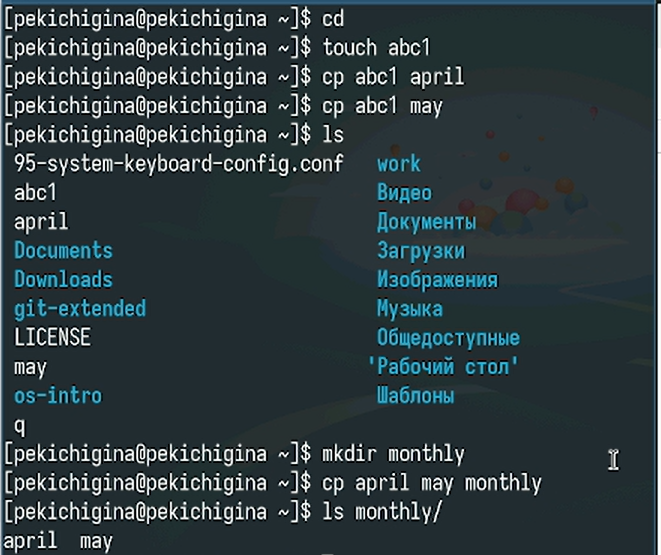 [pekichigina@pekichigina ~]$ cd
[pekichigina@pekichigina ~]$ touch abc1
[pekichigina@pekichigina ~]$ cp abc1 april
[pekichigina@pekichigina ~]$ cp abc1 may
[pekichigina@pekichigina ~]$ ls
95-system-keyboard-config.conf   work
abc1   Видео
april   Документы
Documents   Загрузки
Downloads   Изображения
git-extended   Музыка
LICENSE   Общедоступные
may   'Рабочий стол'
os-intro   Шаблоны
q
[pekichigina@pekichigina ~]$ mkdir monthly
[pekichigina@pekichigina ~]$ cp april may monthly
[pekichigina@pekichigina ~]$ ls monthly/
april  may